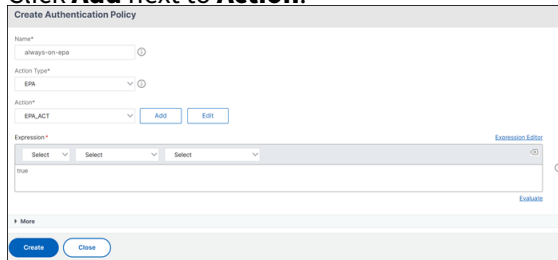 Click Add next to Action.
Create Authentication Policy
Name*
always-on-epa
Action Type*
EPA
Action*
EPA_ACT Add Edit
Expression* Expression Editor
Select Select Select
true
Evaluate
More
Create Close